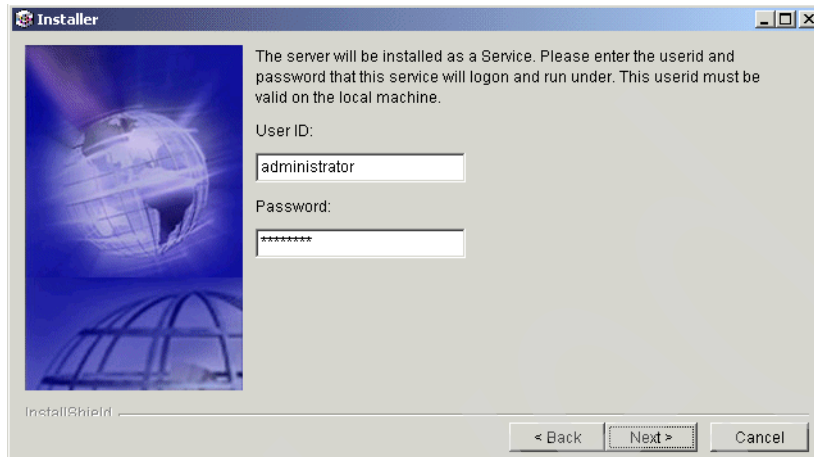 Installer
The server will be installed as a Service. Please enter the userid and
password that this service will logon and run under. This userid must be
valid on the local machine.
User ID:
administrator
Password:
********
InstallShield
< Back
Next >
Cancel